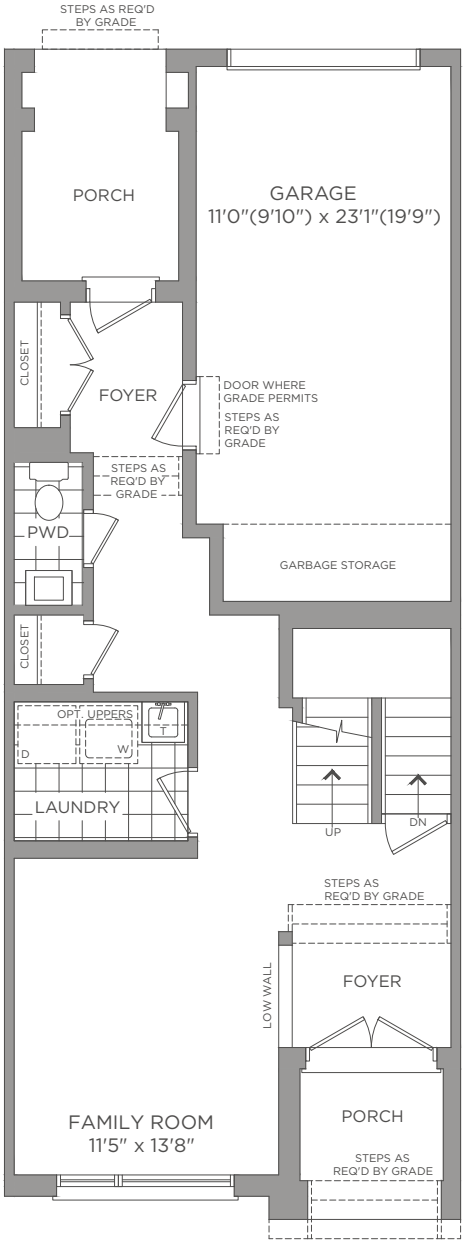 STEPS AS REQ'D
BY GRADE
PORCH
GARAGE
11'0"(9'10") x 23'1"(19'9")
CLOSET
FOYER
DOOR WHERE
GRADE PERMITS
STEPS AS
REQ'D BY
GRADE
STEPS AS
REQ'D BY
GRADE
PWD
GARBAGE STORAGE
CLOSET
OPT. UPPERS
D
W
T
LAUNDRY
UP
DN
STEPS AS
REQ'D BY GRADE
LOW WALL
FOYER
FAMILY ROOM
11'5" x 13'8"
PORCH
STEPS AS
REQ'D BY GRADE